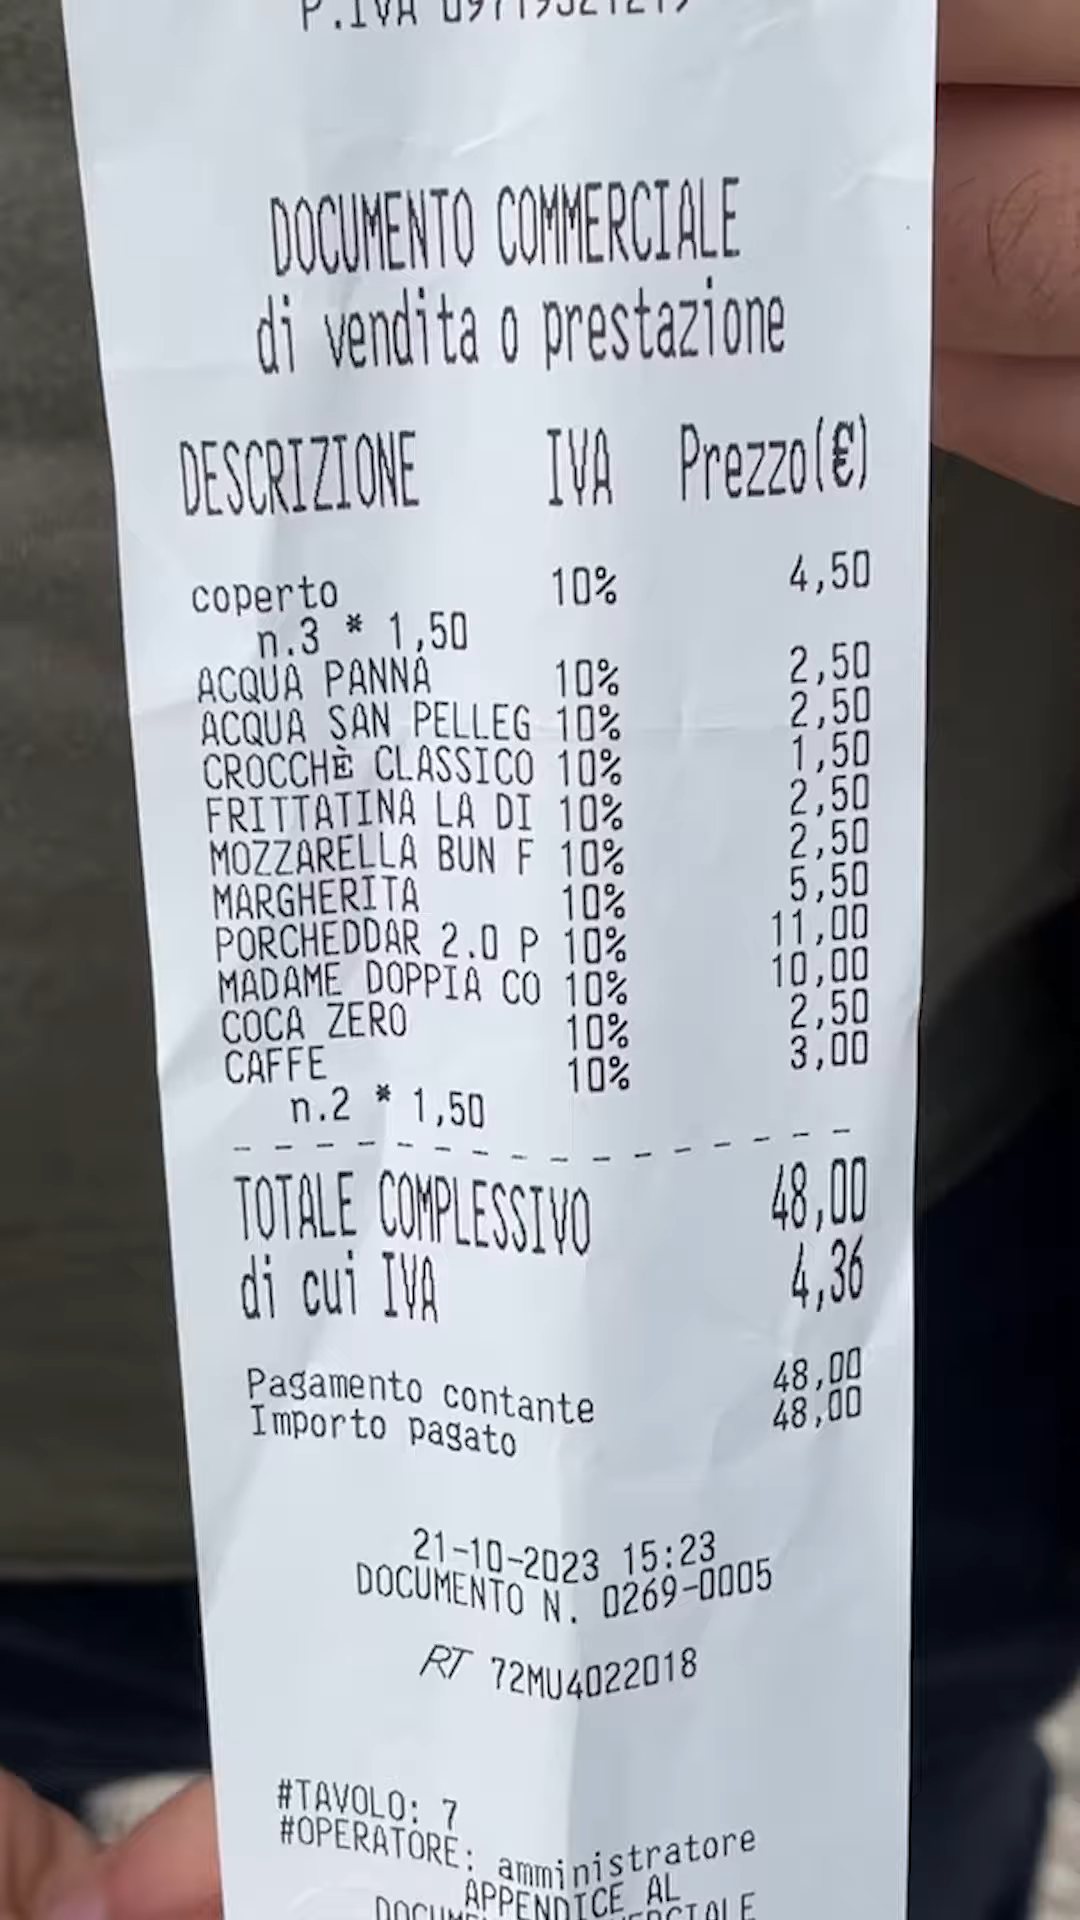 P.IVA
DOCUMENTO COMMERCIALE
di vendita o prestazione
DESCRIZIONE IVA Prezzo(€)
coperto 10% 4,50
n.3 * 1,50
ACQUA PANNA 10% 2,50
ACQUA SAN PELLEG 10% 2,50
CROCCHÈ CLASSICO 10% 1,50
FRITTATINA LA DI 10% 2,50
MOZZARELLA BUN F 10% 2,50
MARGHERITA 10% 5,50
PORCHEDDAR 2.0 P 10% 11,00
MADAME DOPPIA CO 10% 10,00
COCA ZERO 10% 2,50
CAFFE 10% 3,00
n.2 * 1,50
TOTALE COMPLESSIVO 48,00
di cui IVA 4,36
Pagamento contante 48,00
Importo pagato 48,00
21-10-2023 15:23
DOCUMENTO N. 0269-0005
RT 72MU4022018
#TAVOLO: 7
#OPERATORE: amministratore
APPENDICE AL